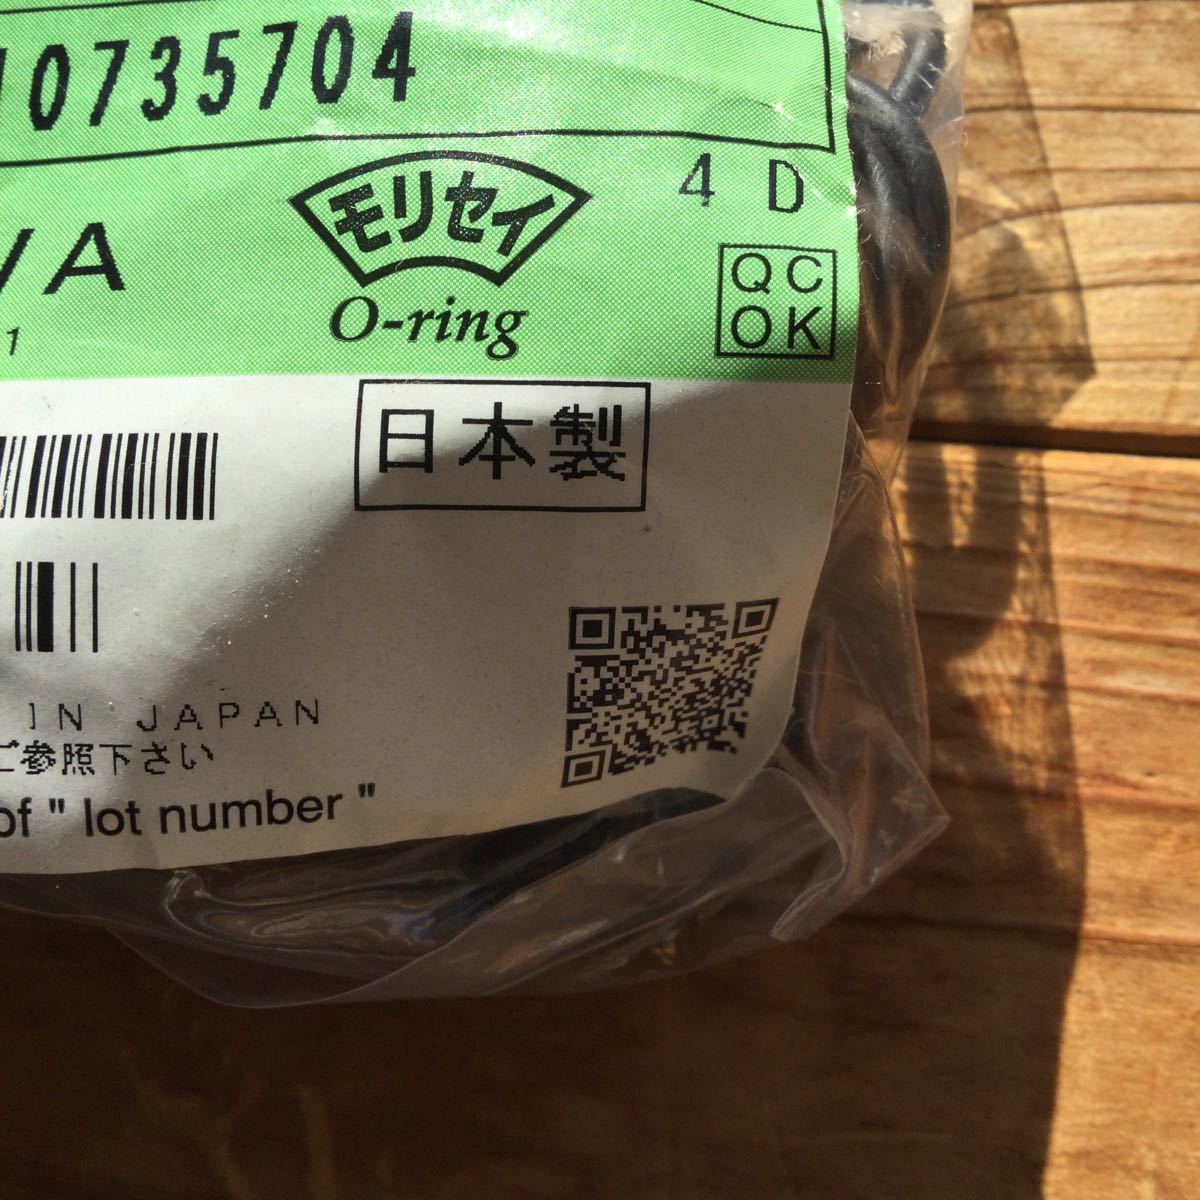 10735704
モリセイ
O-ring
4 D
QC
OK
VA
1
日本製
IN JAPAN
ご参照下さい
of " lot number "